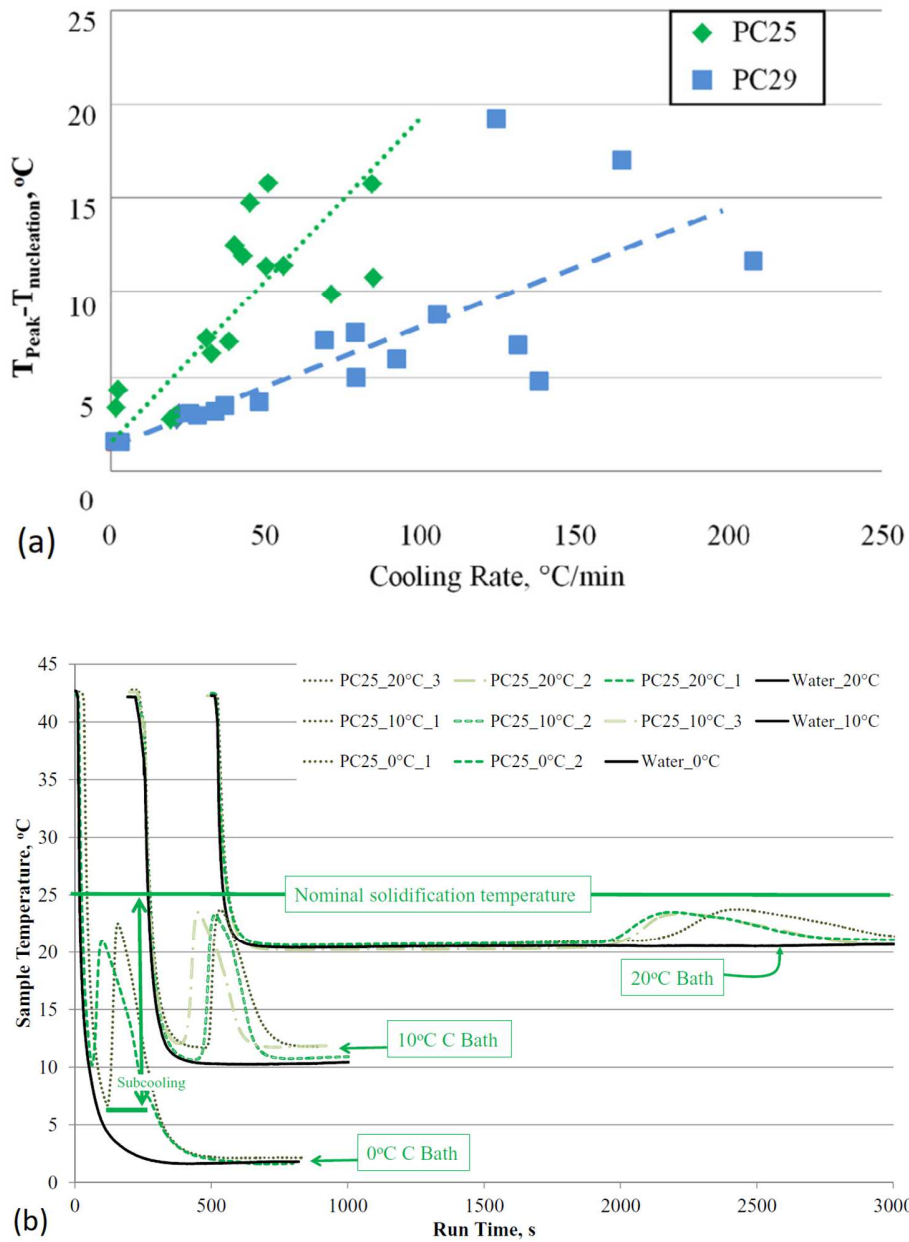 25
PC25
PC29
20
15
10
5
0
T_Peak-T_nucleation, °C
0 50 100 150 200 250
(a)
Cooling Rate, °C/min
45
40
35
30
25
20
15
10
5
0
Sample Temperature, °C
PC25_20°C_3 PC25_20°C_2 PC25_20°C_1 Water_20°C
PC25_10°C_1 PC25_10°C_2 PC25_10°C_3 Water_10°C
PC25_0°C_1 PC25_0°C_2 Water_0°C
Nominal solidification temperature
20°C Bath
10°C C Bath
Subcooling
0°C C Bath
0 500 1000 1500 2000 2500 3000
(b)
Run Time, s